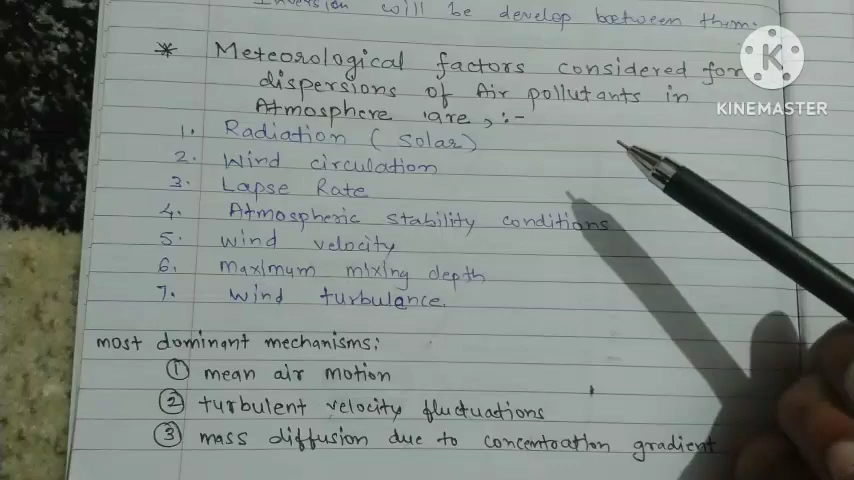 Inversion will be develop between them.
* Meteorological factors considered for
dispersions of Air pollutants in
Atmosphere are, :-
1. Radiation ( solar)
2. Wind circulation
3. Lapse Rate
4. Atmospheric stability conditions
5. wind velocity
6. maximum mixing depth
7. wind turbulence.
most dominant mechanisms:
① mean air motion
② turbulent velocity fluctuations
③ mass diffusion due to concentration gradient
K
KINEMASTER